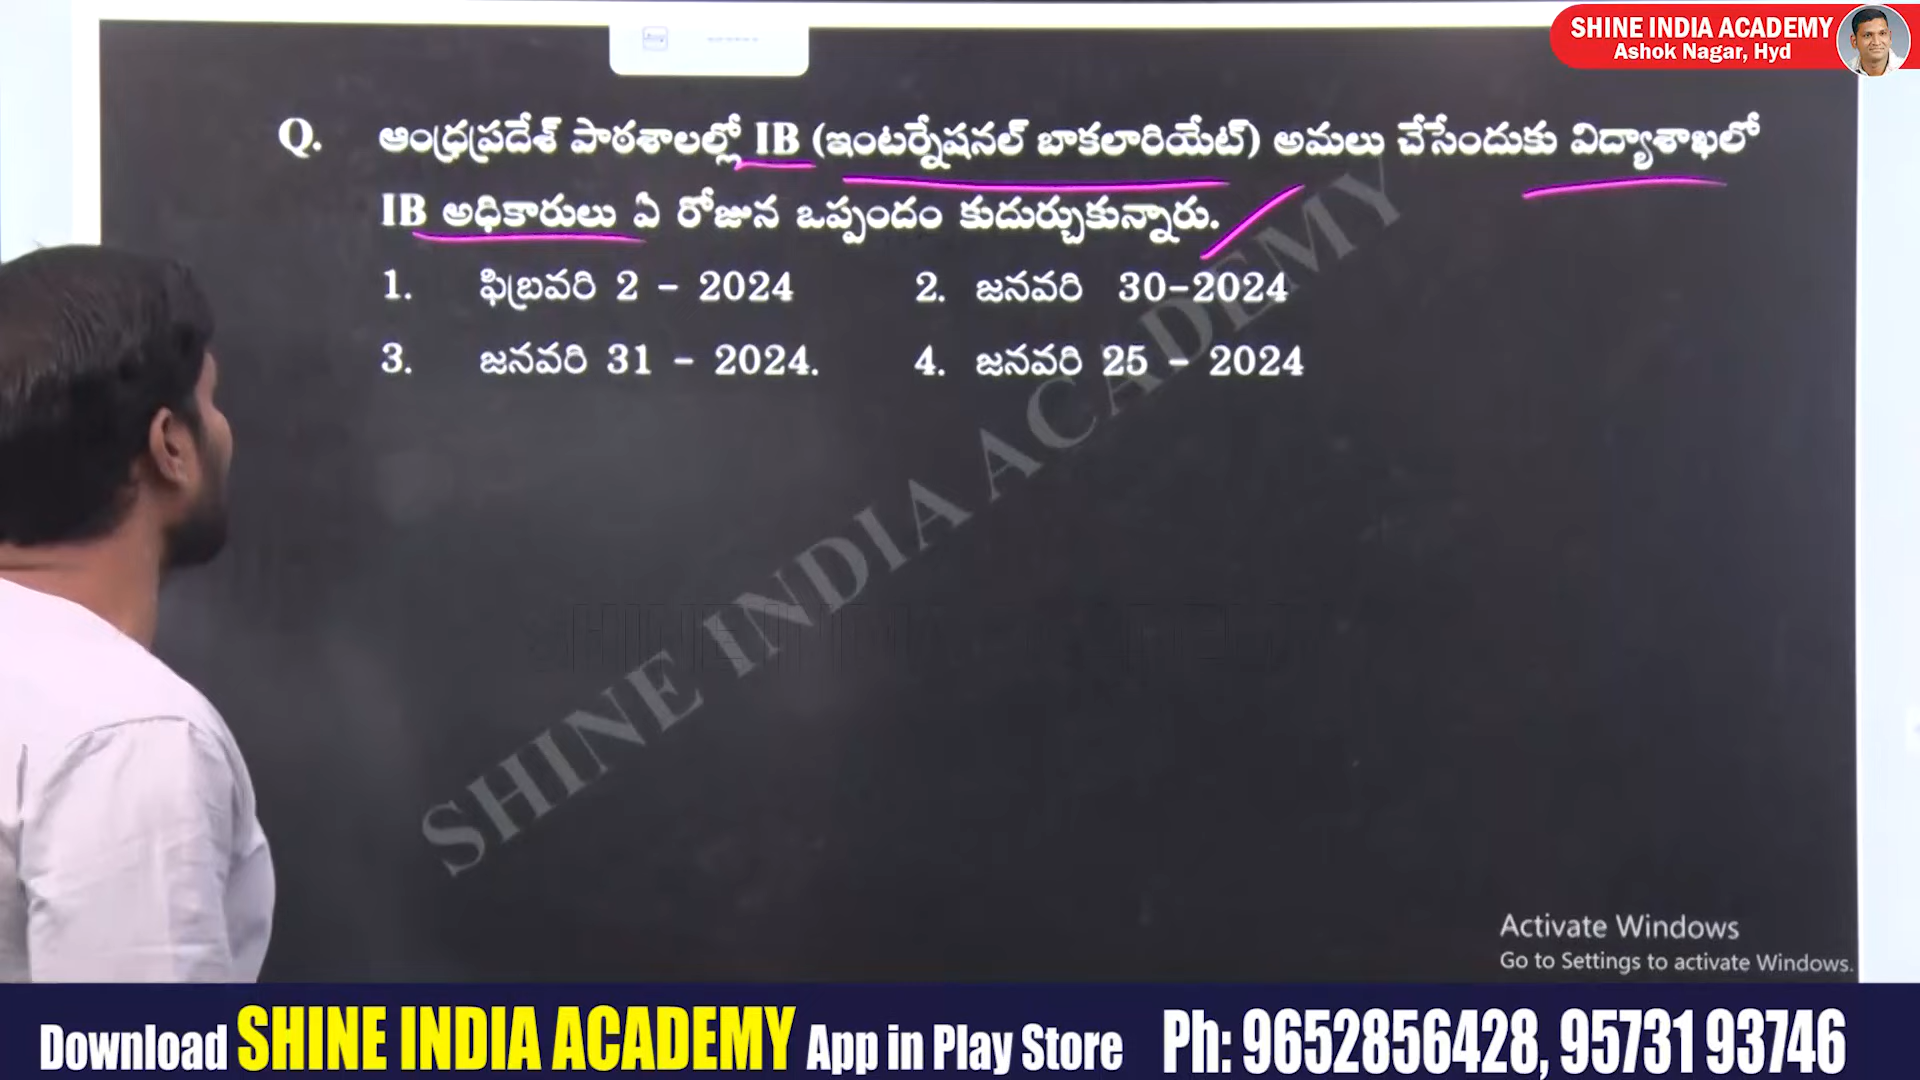 SHINE INDIA ACADEMY
Ashok Nagar, Hyd
Q. ఆంధ్రప్రదేశ్ పాఠశాలల్లో IB (ఇంటర్నేషనల్ బాకలారియేట్) అమలు చేసేందుకు విద్యాశాఖలో
IB అధికారులు ఏ రోజున ఒప్పందం కుదుర్చుకున్నారు.
1. ఫిబ్రవరి 2 - 2024 2. జనవరి 30-2024
3. జనవరి 31 - 2024. 4. జనవరి 25 - 2024
SHINE INDIA ACADEMY
Activate Windows
Go to Settings to activate Windows.
Download SHINE INDIA ACADEMY App in Play Store Ph: 9652856428, 95731 93746